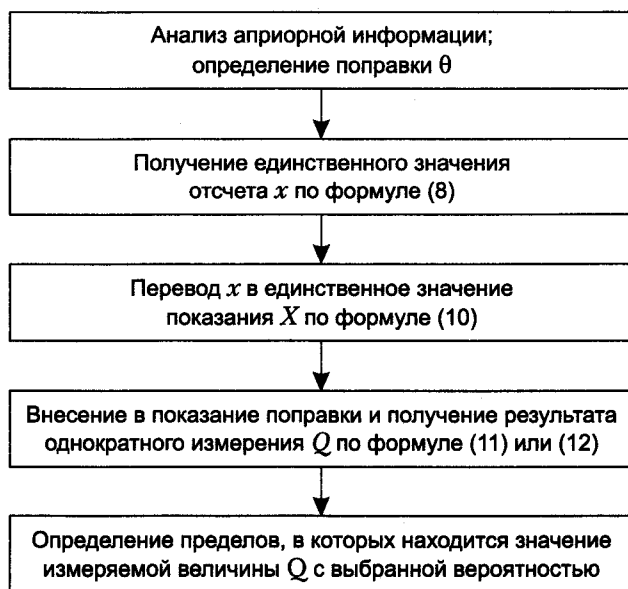 Анализ априорной информации;
определение поправки θ
Получение единственного значения
отсчета x по формуле (8)
Перевод x в единственное значение
показания X по формуле (10)
Внесение в показание поправки и получение результата
однократного измерения Q по формуле (11) или (12)
Определение пределов, в которых находится значение
измеряемой величины Q с выбранной вероятностью